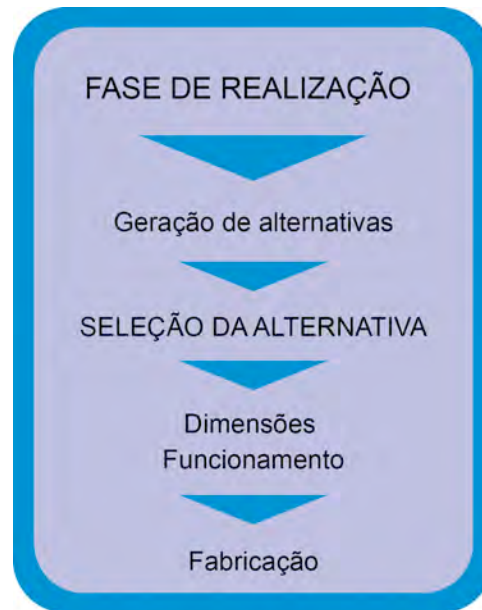 FASE DE REALIZAÇÃO
Geração de alternativas
SELEÇÃO DA ALTERNATIVA
Dimensões
Funcionamento
Fabricação